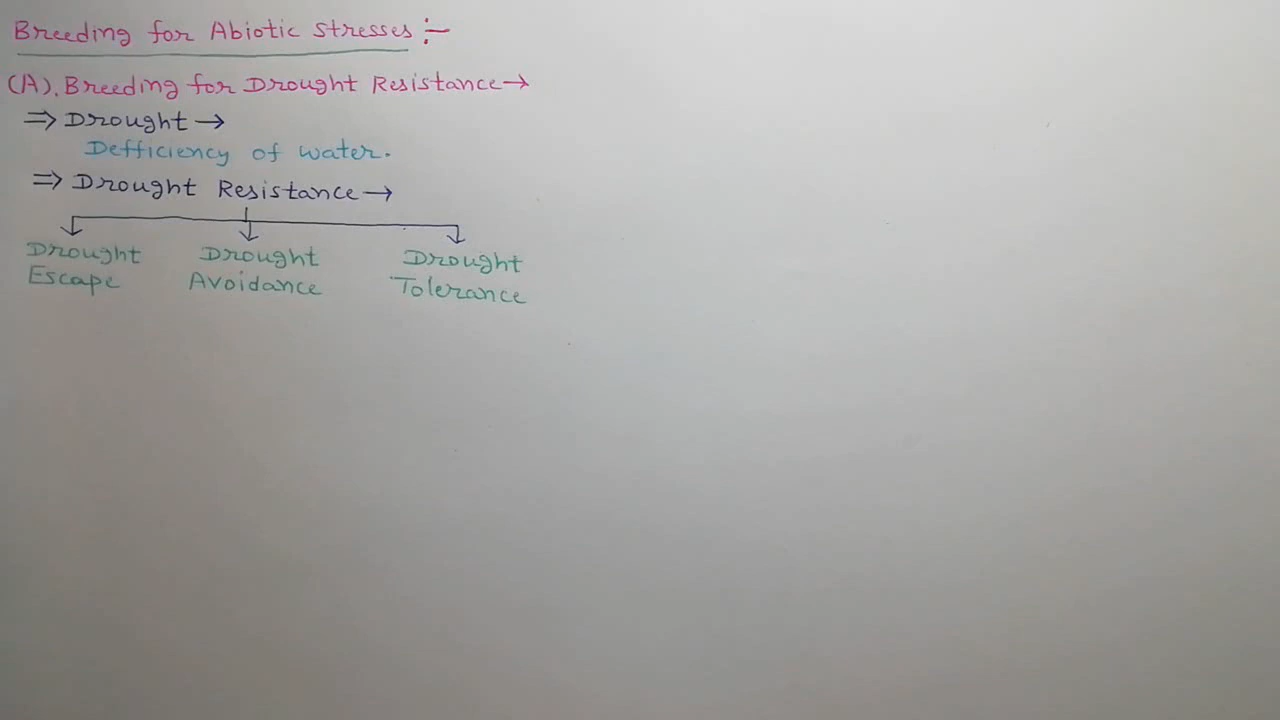 Breeding for Abiotic Stresses :-
(A). Breeding for Drought Resistance →
⇒ Drought →
Defficiency of water.
⇒ Drought Resistance →
Drought Escape
Drought Avoidance
Drought Tolerance